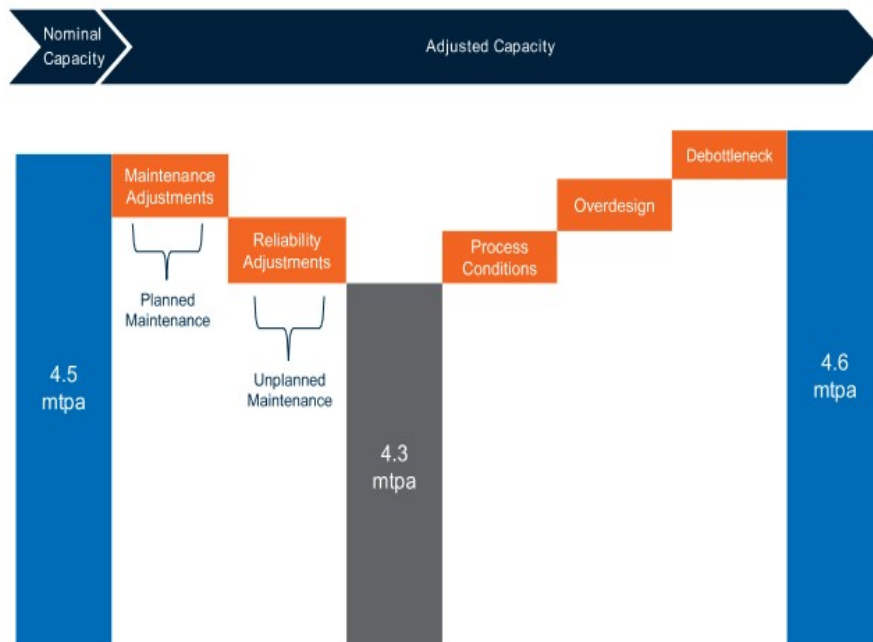 Nominal
Capacity
Adjusted Capacity
Maintenance
Adjustments
Planned
Maintenance
Reliability
Adjustments
Unplanned
Maintenance
4.5
mtpa
4.3
mtpa
Process
Conditions
Overdesign
Debottleneck
4.6
mtpa